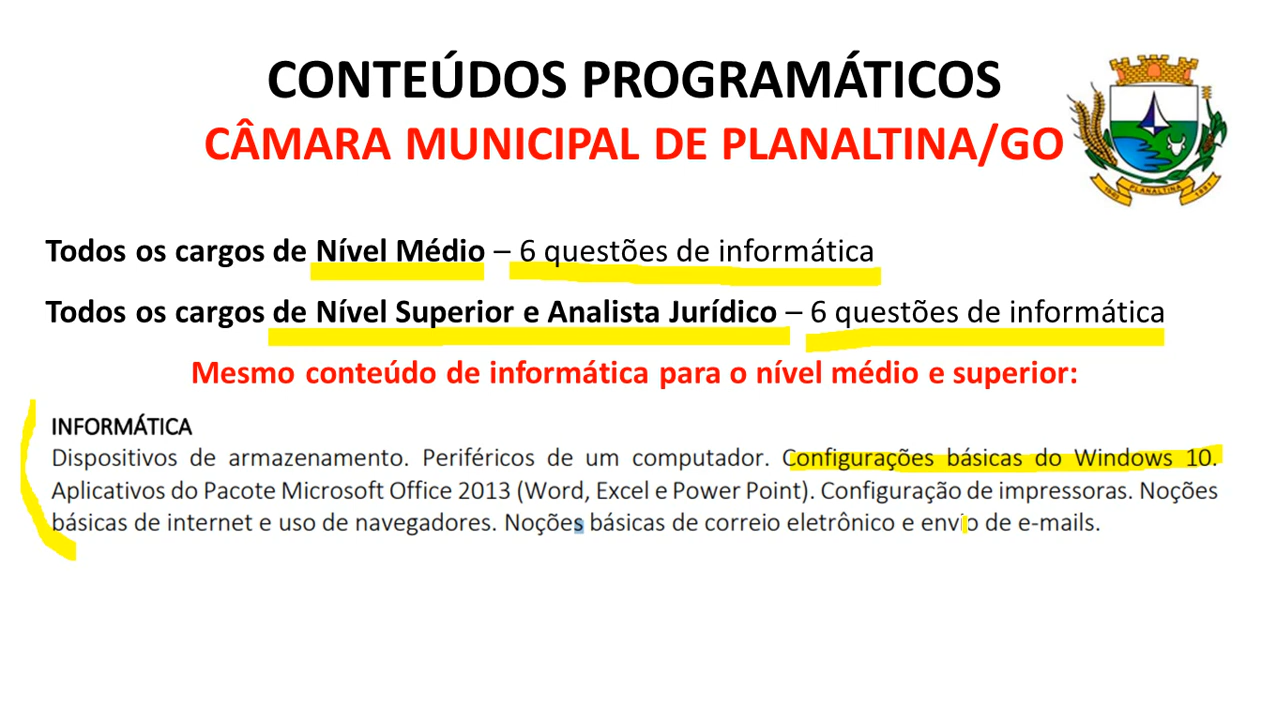 CONTEÚDOS PROGRAMÁTICOS
CÂMARA MUNICIPAL DE PLANALTINA/GO
PLANALTINA
1891
Todos os cargos de Nível Médio – 6 questões de informática
Todos os cargos de Nível Superior e Analista Jurídico – 6 questões de informática
Mesmo conteúdo de informática para o nível médio e superior:
INFORMÁTICA
Dispositivos de armazenamento. Periféricos de um computador. Configurações básicas do Windows 10.
Aplicativos do Pacote Microsoft Office 2013 (Word, Excel e Power Point). Configuração de impressoras. Noções
básicas de internet e uso de navegadores. Noções básicas de correio eletrônico e envio de e-mails.